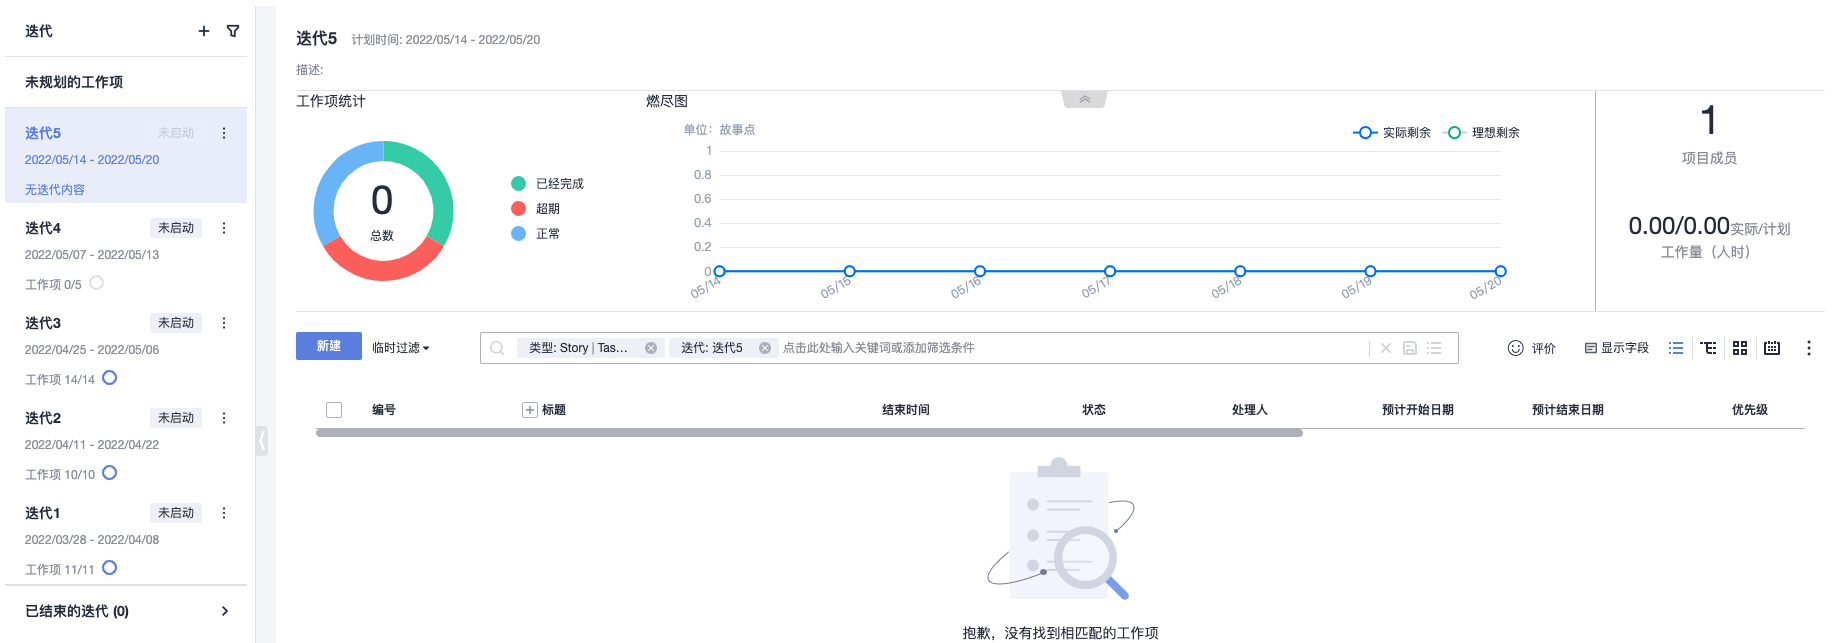 迭代
未规划的工作项
迭代5 未启动
2022/05/14 - 2022/05/20
无迭代内容
迭代4 未启动
2022/05/07 - 2022/05/13
工作项 0/5
迭代3 未启动
2022/04/25 - 2022/05/06
工作项 14/14
迭代2 未启动
2022/04/11 - 2022/04/22
工作项 10/10
迭代1 未启动
2022/03/28 - 2022/04/08
工作项 11/11
已结束的迭代 (0)
迭代5 计划时间: 2022/05/14 - 2022/05/20
描述:
工作项统计
0
总数
已经完成
超期
正常
燃尽图
单位：故事点
实际剩余 理想剩余
1
0.8
0.6
0.4
0.2
0
05/14 05/15 05/16 05/17 05/18 05/19 05/20
1
项目成员
0.00/0.00实际/计划
工作量（人时）
新建 临时过滤 类型: Story | Tas... 迭代: 迭代5 点击此处输入关键词或添加筛选条件 评价 显示字段
编号 标题 结束时间 状态 处理人 预计开始日期 预计结束日期 优先级
抱歉，没有找到相匹配的工作项